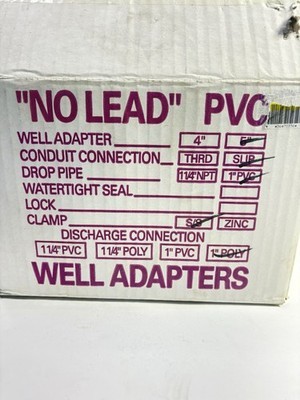 "NO LEAD" PVC
WELL ADAPTER 4" 5"
CONDUIT CONNECTION THRD SLIP
DROP PIPE 11/4"NPT 1"PVC
WATERTIGHT SEAL
LOCK
CLAMP S/S ZINC
DISCHARGE CONNECTION
11/4" PVC 11/4" POLY 1" PVC 1" POLY
WELL ADAPTERS